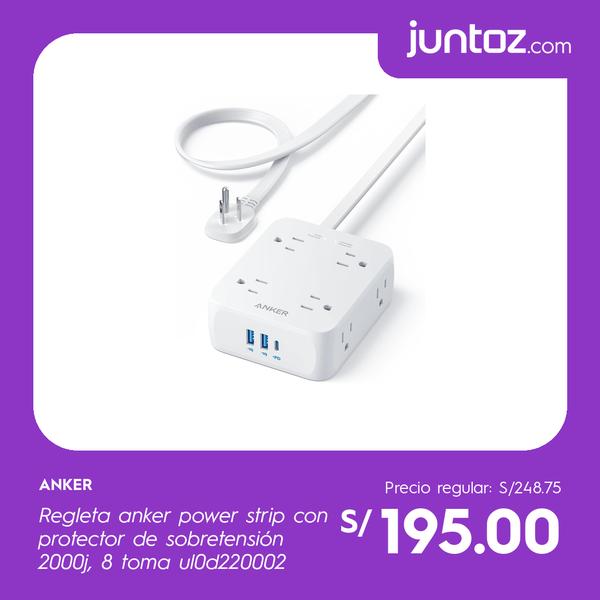 juntoz.com
ANKER
ANKER
Precio regular: S/248.75
Regleta anker power strip con
protector de sobretensión
2000j, 8 toma ul0d220002
S/195.00